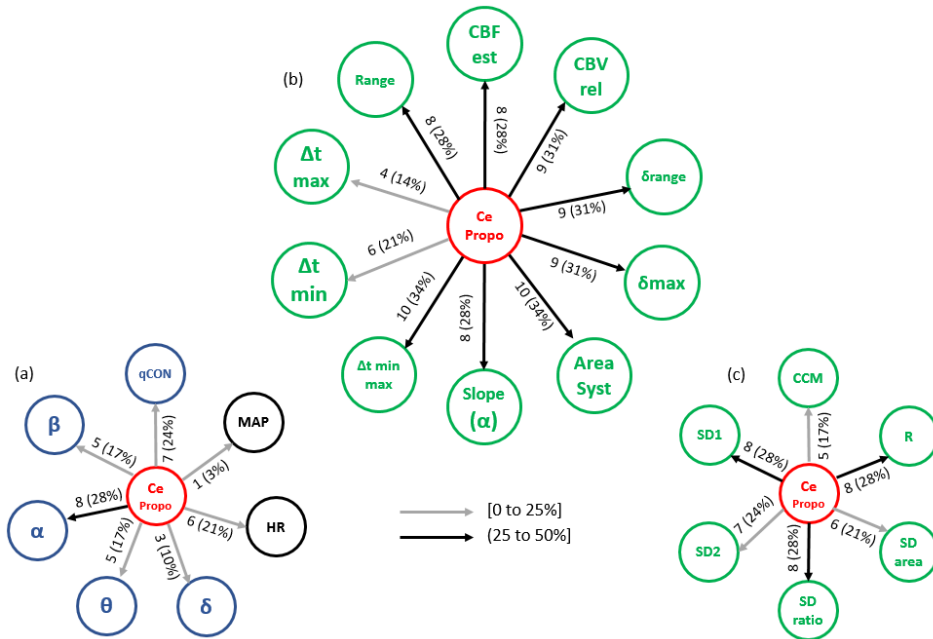 (b)
CBF
est
CBV
rel
Range
8 (28%)
8 (28%)
9 (31%)
Δt
max
4 (14%)
δrange
9 (31%)
Ce
Propo
Δt
min
6 (21%)
δmax
9 (31%)
10 (34%)
8 (28%)
10 (34%)
Δt min
max
Slope
(α)
Area
Syst
(a)
qCON
β
MAP
5 (17%)
7 (24%)
1 (3%)
Ce
Propo
α
8 (28%)
HR
6 (21%)
5 (17%)
3 (10%)
θ
δ
[0 to 25%]
(25 to 50%]
(c)
CCM
SD1
R
8 (28%)
5 (17%)
8 (28%)
Ce
Propo
SD2
7 (24%)
8 (28%)
6 (21%)
SD
area
SD
ratio